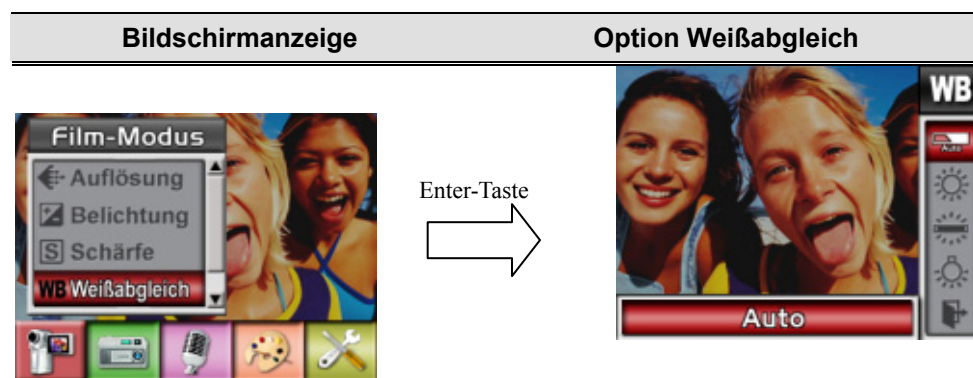 Bildschirmanzeige
Option Weißabgleich
Film-Modus
Auflösung
Belichtung
S Schärfe
WB Weißabgleich
Enter-Taste
WB
Auto
Auto